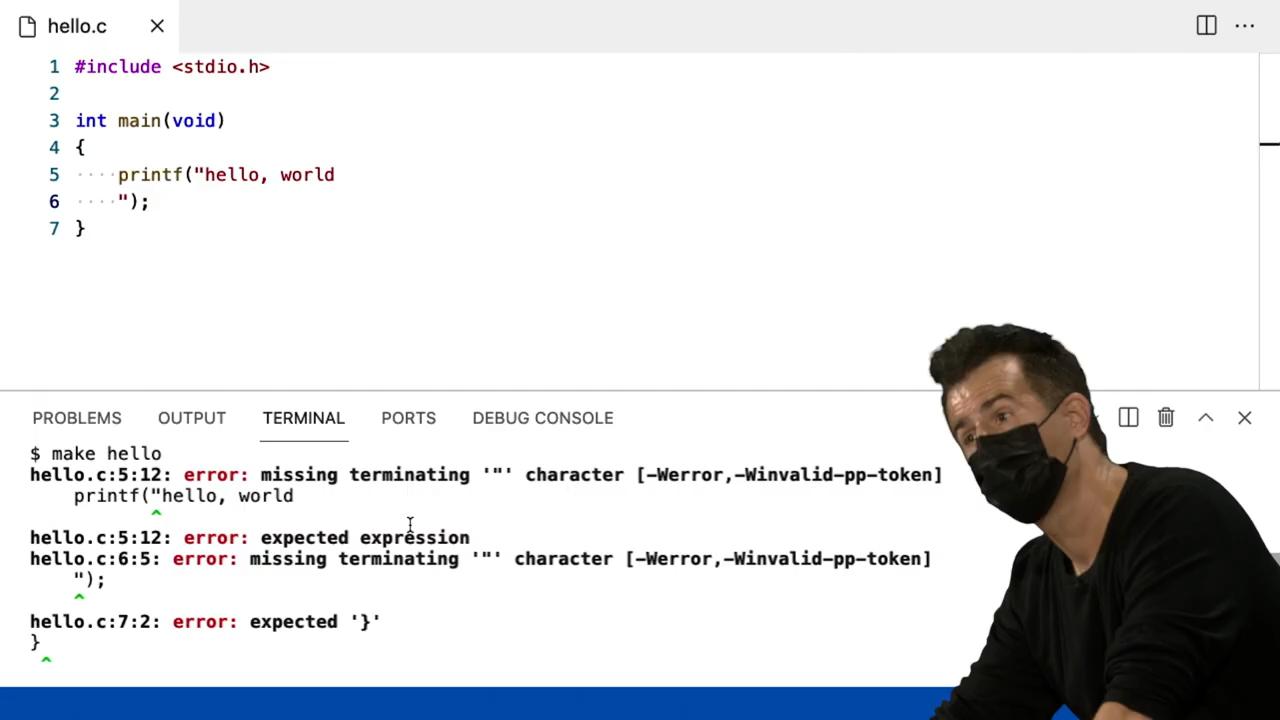 hello.c
1 #include <stdio.h>
2
3 int main(void)
4 {
5 ····printf("hello, world
6 ····");
7 }
PROBLEMS OUTPUT TERMINAL PORTS DEBUG CONSOLE
$ make hello
hello.c:5:12: error: missing terminating '"' character [-Werror,-Winvalid-pp-token]
    printf("hello, world
           ^
hello.c:5:12: error: expected expression
hello.c:6:5: error: missing terminating '"' character [-Werror,-Winvalid-pp-token]
    ");
    ^
hello.c:7:2: error: expected '}'
}
 ^